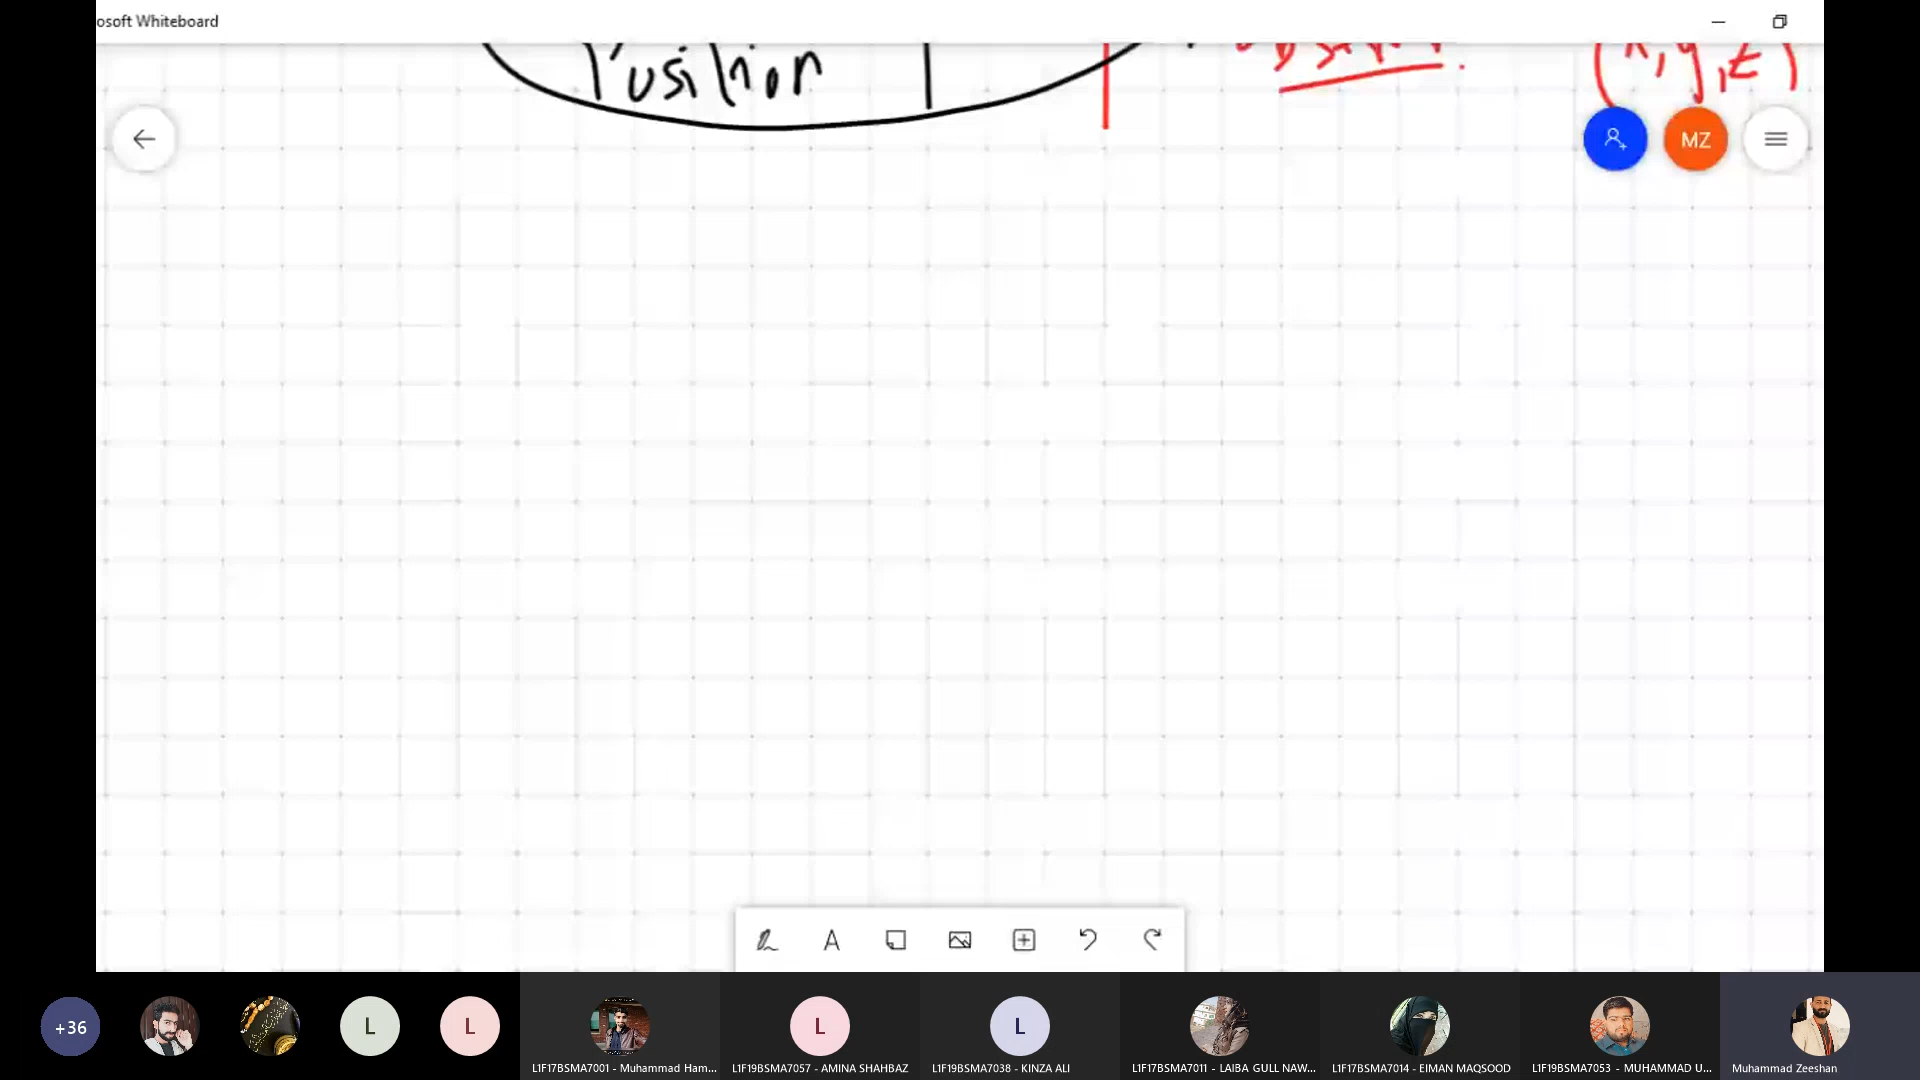 osoft Whiteboard
Position
(x, y, z)
MZ
A
+36
L
L
L
L
L1F17BSMA7001 - Muhammad Ham...
L1F19BSMA7057 - AMINA SHAHBAZ
L1F19BSMA7038 - KINZA ALI
L1F17BSMA7011 - LAIBA GULL NAW...
L1F17BSMA7014 - EIMAN MAQSOOD
L1F19BSMA7053 - MUHAMMAD U...
Muhammad Zeeshan